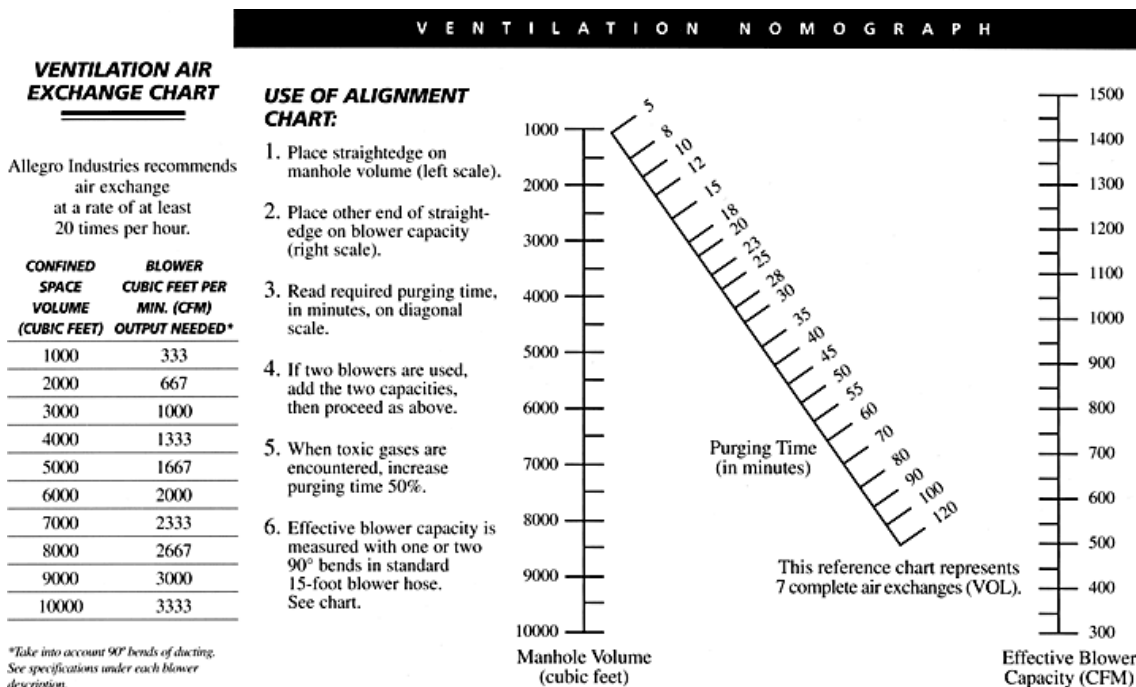 VENTILATION NOMOGRAPH
VENTILATION AIR
EXCHANGE CHART
Allegro Industries recommends
air exchange
at a rate of at least
20 times per hour.
CONFINED SPACE VOLUME (CUBIC FEET) BLOWER CUBIC FEET PER MIN. (CFM) OUTPUT NEEDED*
1000 333
2000 667
3000 1000
4000 1333
5000 1667
6000 2000
7000 2333
8000 2667
9000 3000
10000 3333
*Take into account 90° bends of ducting.
See specifications under each blower
description.
USE OF ALIGNMENT
CHART:
1. Place straightedge on
manhole volume (left scale).
2. Place other end of straight-
edge on blower capacity
(right scale).
3. Read required purging time,
in minutes, on diagonal
scale.
4. If two blowers are used,
add the two capacities,
then proceed as above.
5. When toxic gases are
encountered, increase
purging time 50%.
6. Effective blower capacity is
measured with one or two
90° bends in standard
15-foot blower hose.
See chart.
1000
2000
3000
4000
5000
6000
7000
8000
9000
10000
Manhole Volume
(cubic feet)
5
8
10
12
15
18
20
23
25
28
30
35
40
45
50
55
60
70
80
90
100
120
Purging Time
(in minutes)
This reference chart represents
7 complete air exchanges (VOL).
1500
1400
1300
1200
1100
1000
900
800
700
600
500
400
300
Effective Blower
Capacity (CFM)